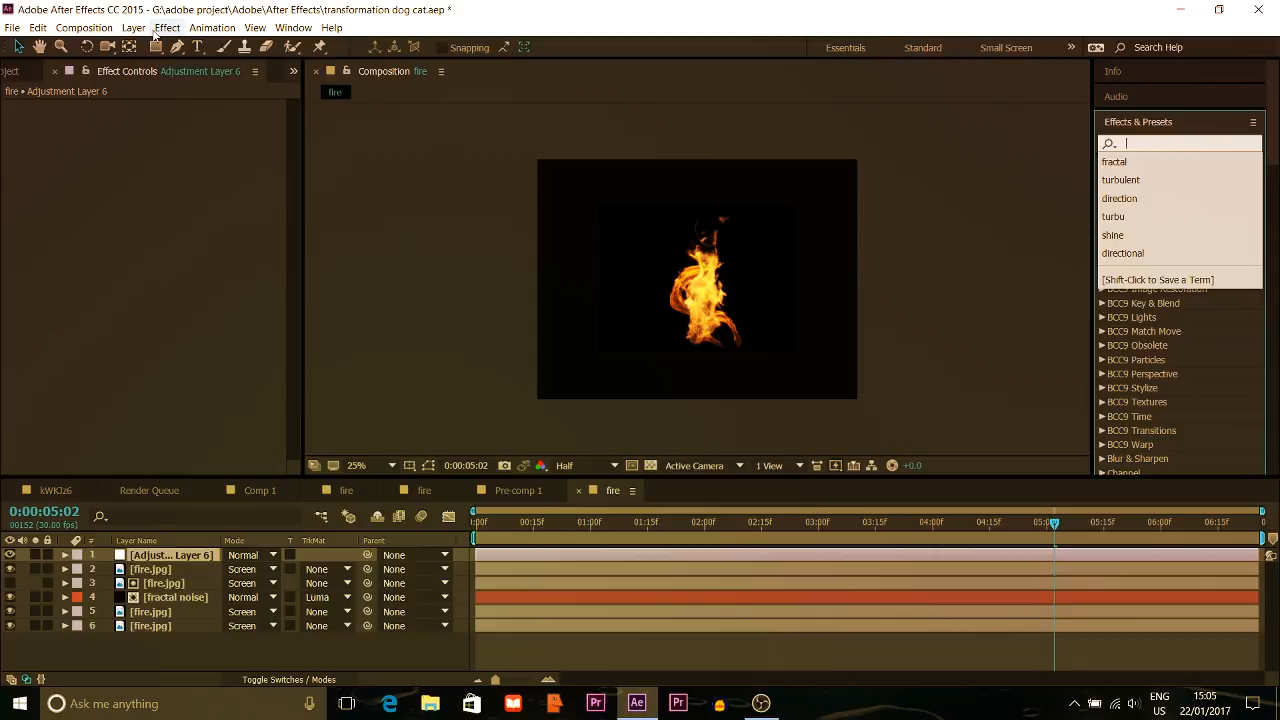 Adobe After Effects CC 2015 - G:\adobe project\Adobe\After Effects\transformation dog cat.aep *
File Edit Composition Layer Effect Animation View Window Help
Snapping Essentials Standard Small Screen Search Help
oject Effect Controls Adjustment Layer 6 Composition fire Info
fire • Adjustment Layer 6 fire Audio
Effects & Presets
fractal
turbulent
direction
turbu
shine
directional
[Shift-Click to Save a Term]
BCC9 Image Restoration
BCC9 Key & Blend
BCC9 Lights
BCC9 Match Move
BCC9 Obsolete
BCC9 Particles
BCC9 Perspective
BCC9 Stylize
BCC9 Textures
BCC9 Time
BCC9 Transitions
BCC9 Warp
Blur & Sharpen
Channel
25% 0:00:05:02 Half Active Camera 1 View +0.0
kWKJz6 Render Queue Comp 1 fire fire Pre-comp 1 fire
0:00:05:02
00152 (30.00 fps)
:00f 00:15f 01:00f 01:15f 02:00f 02:15f 03:00f 03:15f 04:00f 04:15f 05:00f 05:15f 06:00f 06:15f
# Layer Name Mode T TrkMat Parent
1 [Adjust... Layer 6] Normal None
2 [fire.jpg] Screen None None
3 [fire.jpg] Screen None None
4 [fractal noise] Normal Luma None
5 [fire.jpg] Screen None None
6 [fire.jpg] Screen None None
Toggle Switches / Modes
Ask me anything
ENG
US
15:05
22/01/2017